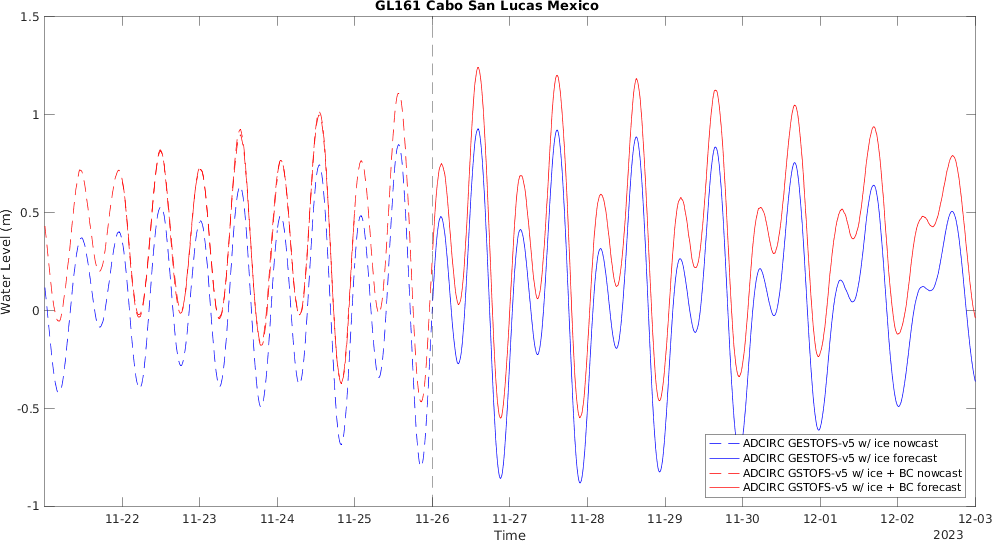 GL161 Cabo San Lucas Mexico
1.5
1
0.5
0
-0.5
-1
Water Level (m)
11-22 11-23 11-24 11-25 11-26 11-27 11-28 11-29 11-30 12-01 12-02 12-03
Time
2023
ADCIRC GESTOFS-v5 w/ ice nowcast
ADCIRC GESTOFS-v5 w/ ice forecast
ADCIRC GSTOFS-v5 w/ ice + BC nowcast
ADCIRC GSTOFS-v5 w/ ice + BC forecast